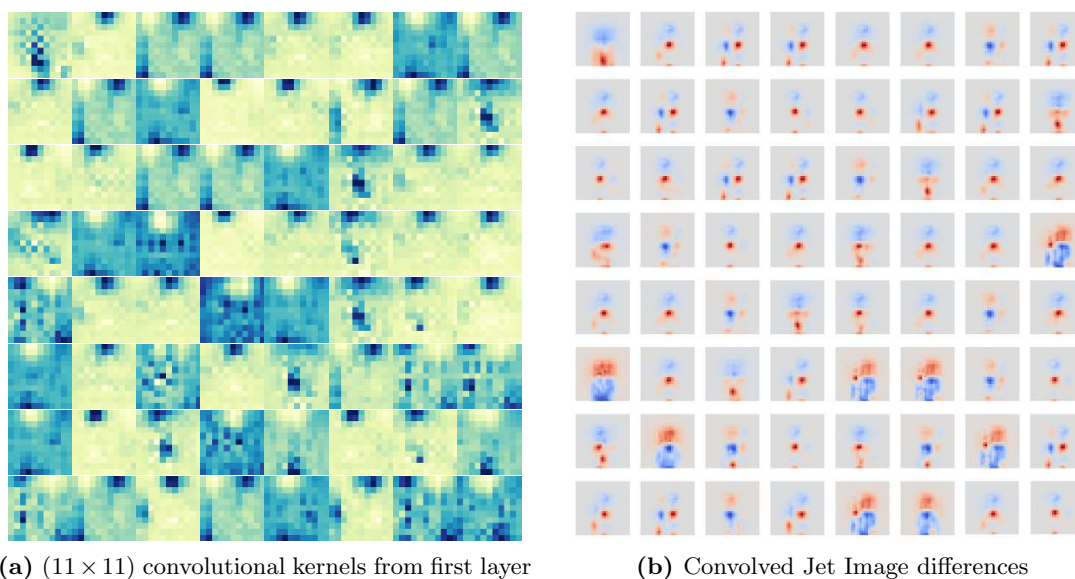 (a) (11 × 11) convolutional kernels from first layer
(b) Convolved Jet Image differences